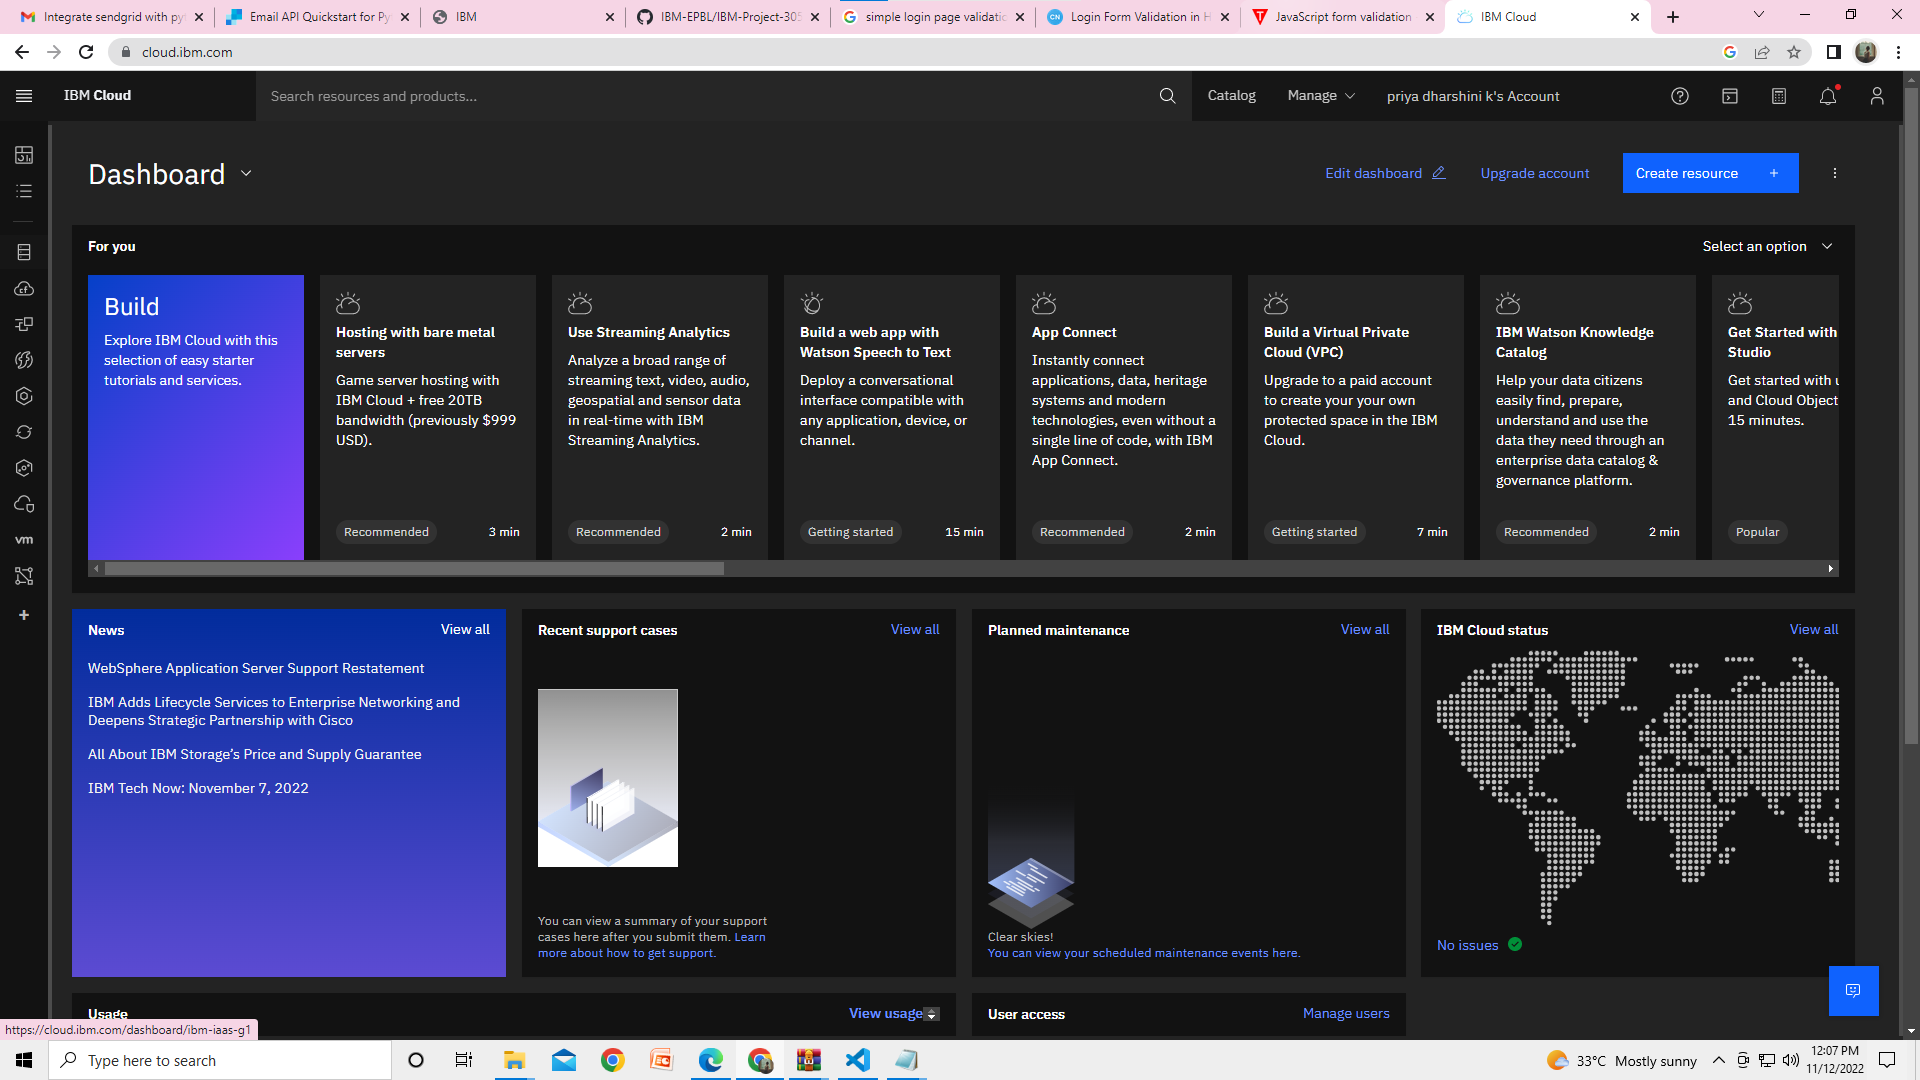 Integrate sendgrid with pyt
Email API Quickstart for Py
IBM
IBM-EPBL/IBM-Project-305
simple login page validatio
Login Form Validation in H
JavaScript form validation
IBM Cloud
cloud.ibm.com
IBM Cloud
Search resources and products...
Catalog
Manage
priya dharshini k's Account
Dashboard
Edit dashboard
Upgrade account
Create resource +
For you
Select an option
Build
Explore IBM Cloud with this
selection of easy starter
tutorials and services.
Hosting with bare metal
servers
Game server hosting with
IBM Cloud + free 20TB
bandwidth (previously $999
USD).
Recommended
3 min
Use Streaming Analytics
Analyze a broad range of
streaming text, video, audio,
geospatial and sensor data
in real-time with IBM
Streaming Analytics.
Recommended
2 min
Build a web app with
Watson Speech to Text
Deploy a conversational
interface compatible with
any application, device, or
channel.
Getting started
15 min
App Connect
Instantly connect
applications, data, heritage
systems and modern
technologies, even without a
single line of code, with IBM
App Connect.
Recommended
2 min
Build a Virtual Private
Cloud (VPC)
Upgrade to a paid account
to create your your own
protected space in the IBM
Cloud.
Getting started
7 min
IBM Watson Knowledge
Catalog
Help your data citizens
easily find, prepare,
understand and use the
data they need through an
enterprise data catalog &
governance platform.
Recommended
2 min
Get Started with
Studio
Get started with
and Cloud Object
15 minutes.
Popular
vm
News
View all
WebSphere Application Server Support Restatement
IBM Adds Lifecycle Services to Enterprise Networking and
Deepens Strategic Partnership with Cisco
All About IBM Storage’s Price and Supply Guarantee
IBM Tech Now: November 7, 2022
Recent support cases
View all
You can view a summary of your support
cases here after you submit them. Learn
more about how to get support.
Planned maintenance
View all
Clear skies!
You can view your scheduled maintenance events here.
IBM Cloud status
View all
No issues
Usage
View usage
User access
Manage users
https://cloud.ibm.com/dashboard/ibm-iaas-g1
Type here to search
33°C Mostly sunny
12:07 PM
11/12/2022